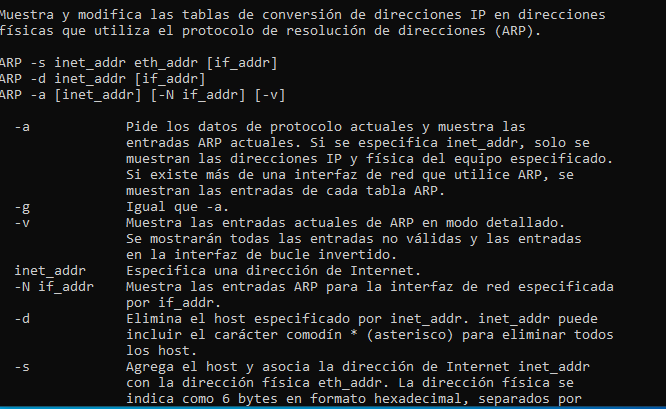 Muestra y modifica las tablas de conversión de direcciones IP en direcciones
físicas que utiliza el protocolo de resolución de direcciones (ARP).
ARP -s inet_addr eth_addr [if_addr]
ARP -d inet_addr [if_addr]
ARP -a [inet_addr] [-N if_addr] [-v]
-a Pide los datos de protocolo actuales y muestra las
entradas ARP actuales. Si se especifica inet_addr, solo se
muestran las direcciones IP y física del equipo especificado.
Si existe más de una interfaz de red que utilice ARP, se
muestran las entradas de cada tabla ARP.
-g Igual que -a.
-v Muestra las entradas actuales de ARP en modo detallado.
Se mostrarán todas las entradas no válidas y las entradas
en la interfaz de bucle invertido.
inet_addr Especifica una dirección de Internet.
-N if_addr Muestra las entradas ARP para la interfaz de red especificada
por if_addr.
-d Elimina el host especificado por inet_addr. inet_addr puede
incluir el carácter comodín * (asterisco) para eliminar todos
los host.
-s Agrega el host y asocia la dirección de Internet inet_addr
con la dirección física eth_addr. La dirección física se
indica como 6 bytes en formato hexadecimal, separados por